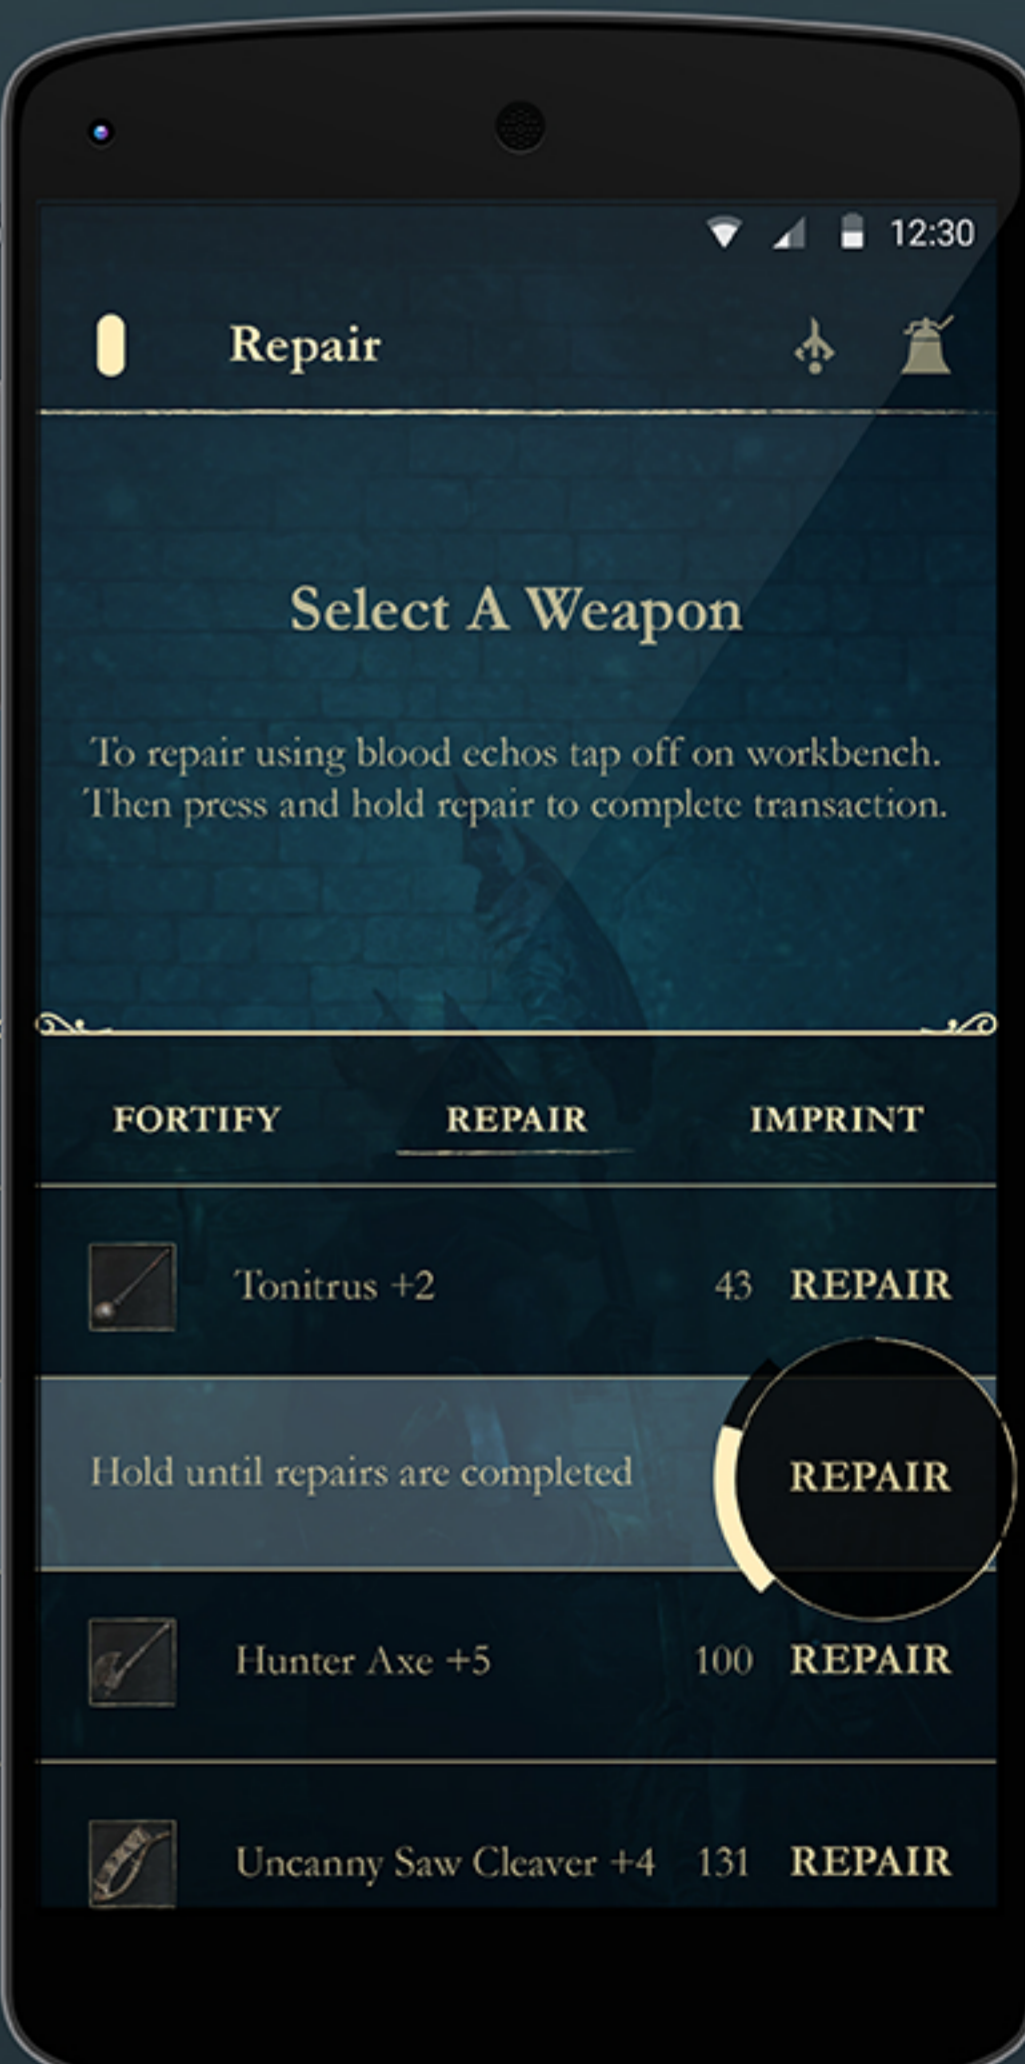 12:30
Repair
Select A Weapon
To repair using blood echos tap off on workbench.
Then press and hold repair to complete transaction.
FORTIFY REPAIR IMPRINT
Tonitrus +2 43 REPAIR
Hold until repairs are completed REPAIR
Hunter Axe +5 100 REPAIR
Uncanny Saw Cleaver +4 131 REPAIR